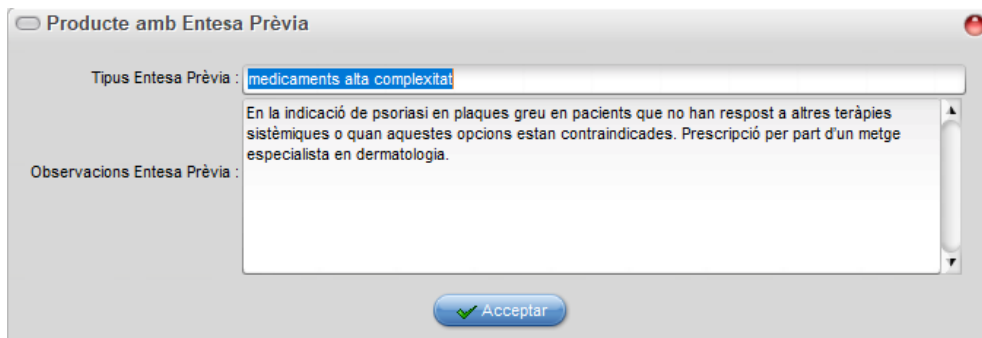 Producte amb Entesa Prèvia
Tipus Entesa Prèvia : medicaments alta complexitat
En la indicació de psoriasi en plaques greu en pacients que no han respost a altres teràpies
sistèmiques o quan aquestes opcions estan contraindicades. Prescripció per part d'un metge
especialista en dermatologia.
Observacions Entesa Prèvia :
Acceptar